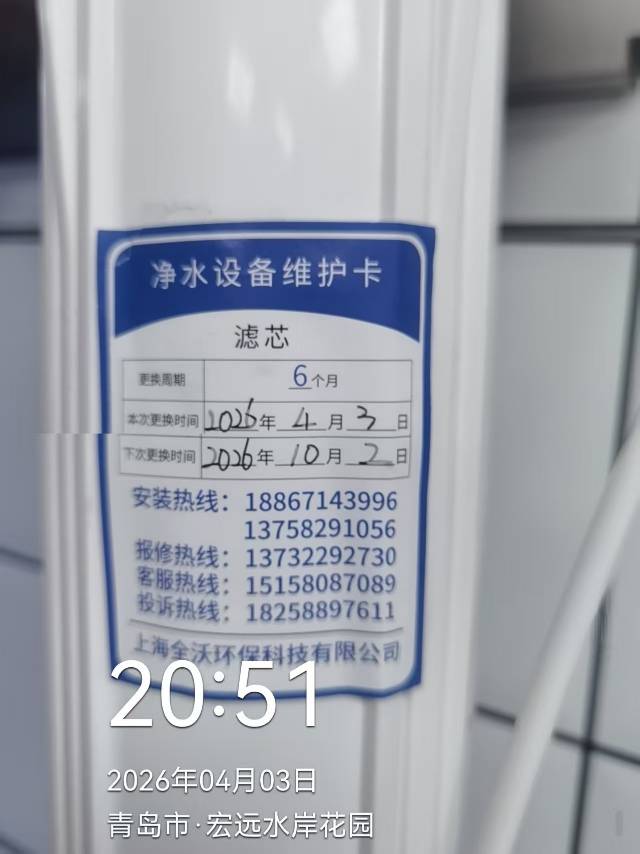 净水设备维护卡
滤芯
更换周期 6个月
本次更换时间 2026年 4 月 3 日
下次更换时间 2026年 10 月 2 日
安装热线：18867143996
13758291056
报修热线：13732292730
客服热线：15158087089
投诉热线：18258897611
上海全沃环保科技有限公司
20:51
2026年04月03日
青岛市·宏远水岸花园